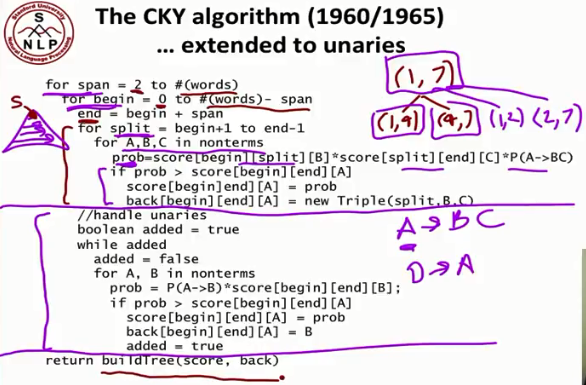 Stanford University
S
NLP
Natural Language Processing
The CKY algorithm (1960/1965)
… extended to unaries
for span = 2 to #(words)
for begin = 0 to #(words)- span
end = begin + span
for split = begin+1 to end-1
for A,B,C in nonterms
prob=score[begin][split][B]*score[split][end][C]*P(A->BC)
if prob > score[begin][end][A]
score[begin]end][A] = prob
back[begin][end][A] = new Triple(split,B,C)
//handle unaries
boolean added = true
while added
added = false
for A, B in nonterms
prob = P(A->B)*score[begin][end][B];
if prob > score[begin][end][A]
score[begin][end][A] = prob
back[begin][end][A] = B
added = true
return buildTree(score, back)
S
(1, 7)
(1,4) (4,7) (1,2) (2,7)
A → B C
D → A